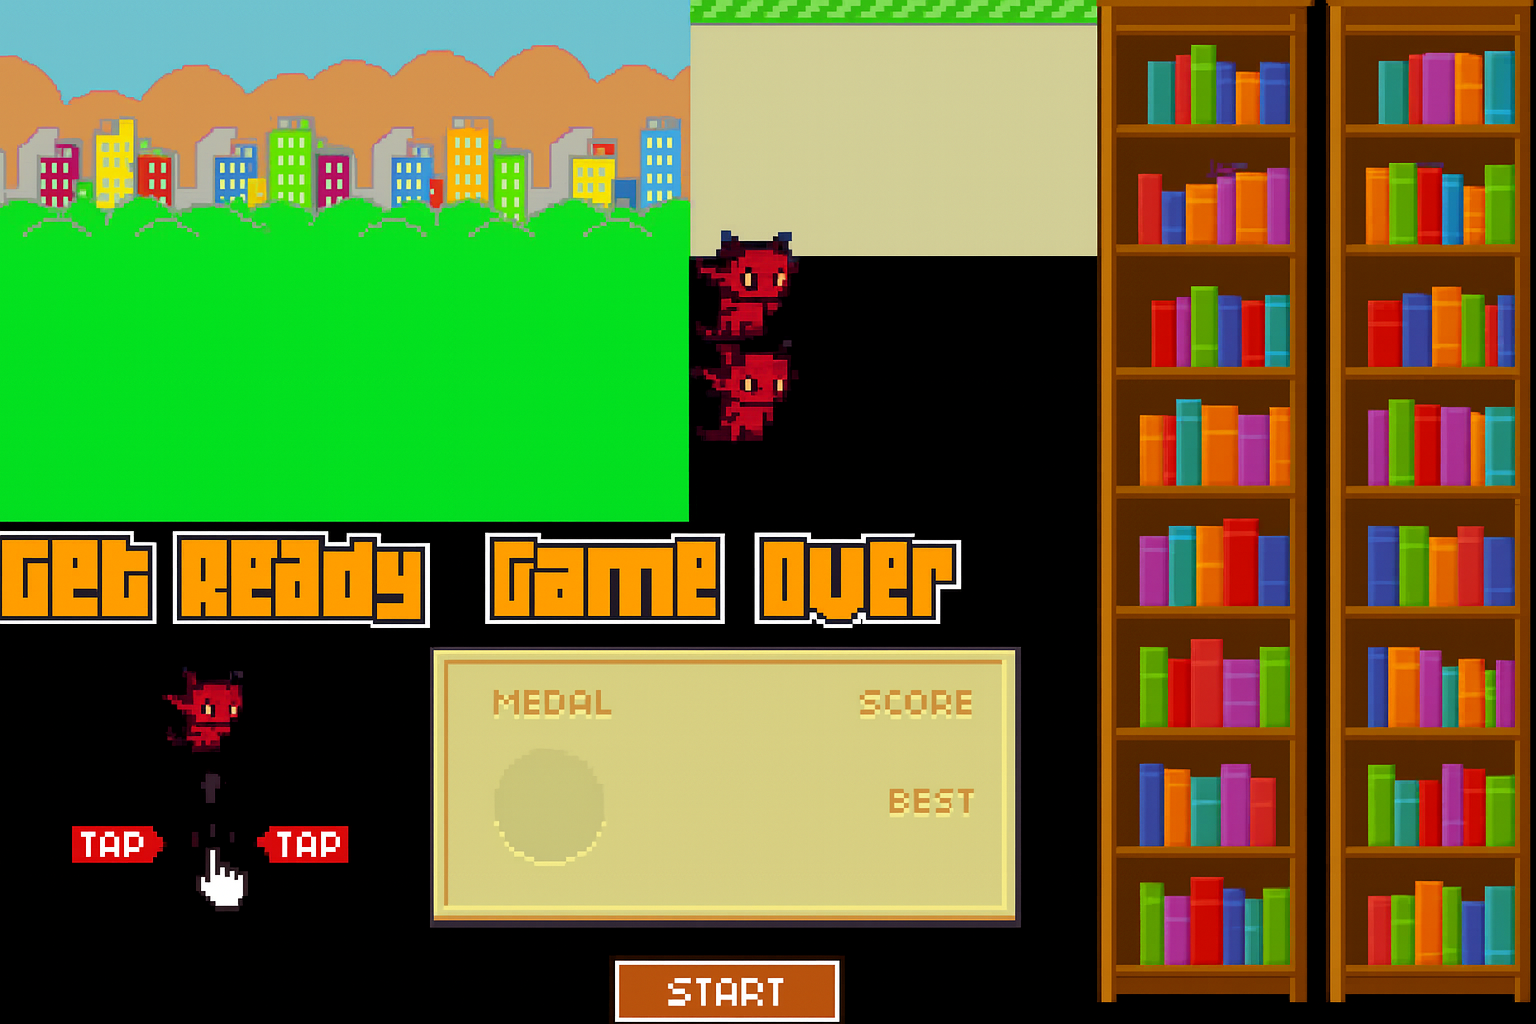 Get Ready
Game Over
MEDAL
SCORE
BEST
TAP
TAP
START